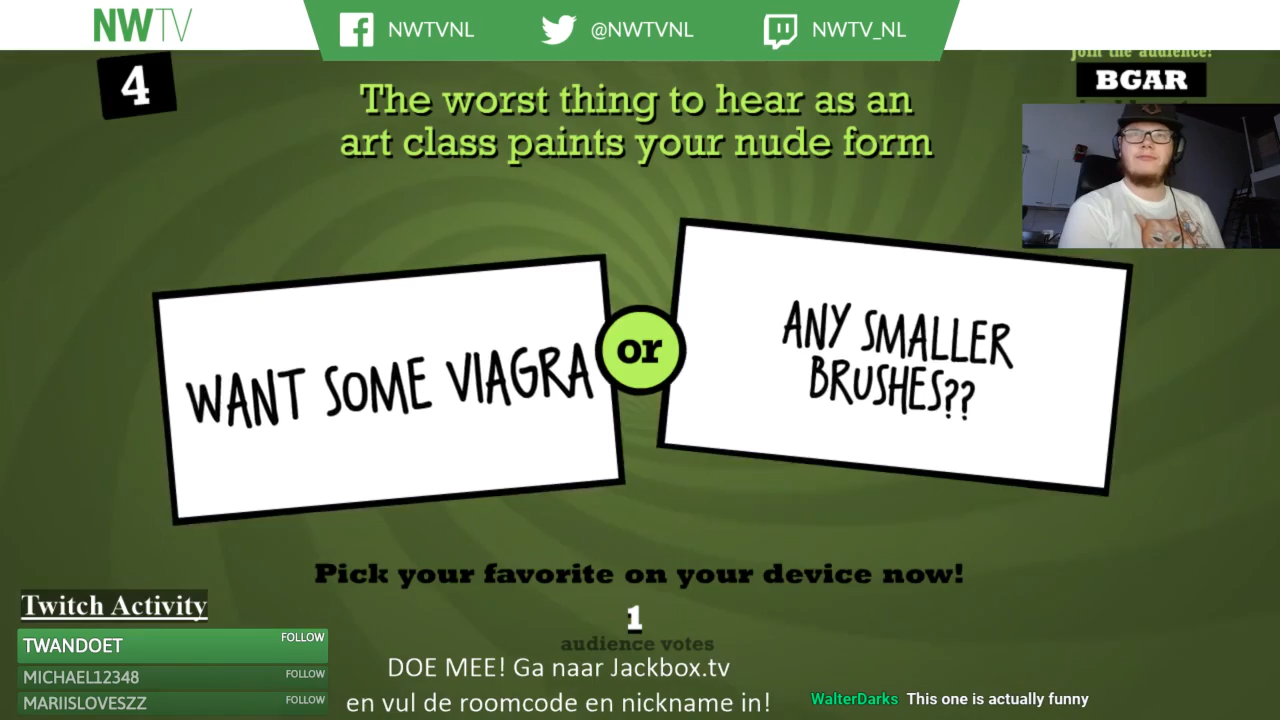 NWTV
NWTVNL
@NWTVNL
NWTV_NL
4
Join the audience!
BGAR
The worst thing to hear as an
art class paints your nude form
WANT SOME VIAGRA
or
ANY SMALLER
BRUSHES??
Pick your favorite on your device now!
1
audience votes
Twitch Activity
TWANDOET FOLLOW
MICHAEL12348 FOLLOW
MARIISLOVESZZ FOLLOW
DOE MEE! Ga naar Jackbox.tv
en vul de roomcode en nickname in!
WalterDarks This one is actually funny